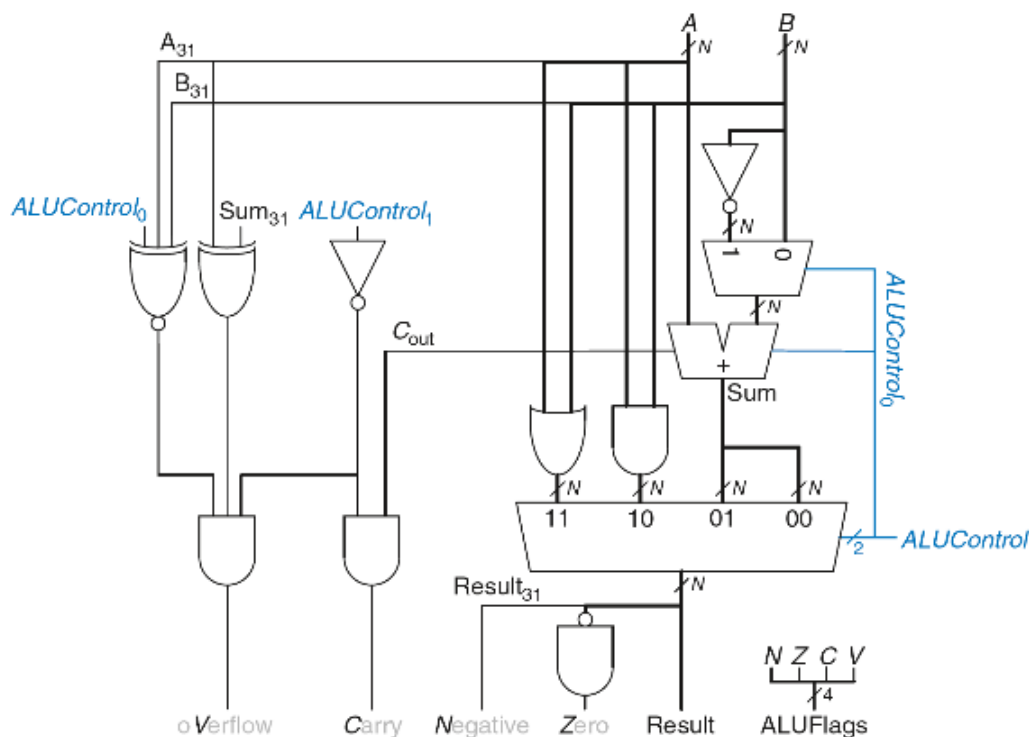 A B
N N
A31
B31
ALUControl0 Sum31 ALUControl1
N
1 0
ALUControl0
N
Cout
+
Sum
N N N N
11 10 01 00
2 ALUControl
N
Result31
N Z C V
4
oVerflow Carry Negative Zero Result ALUFlags